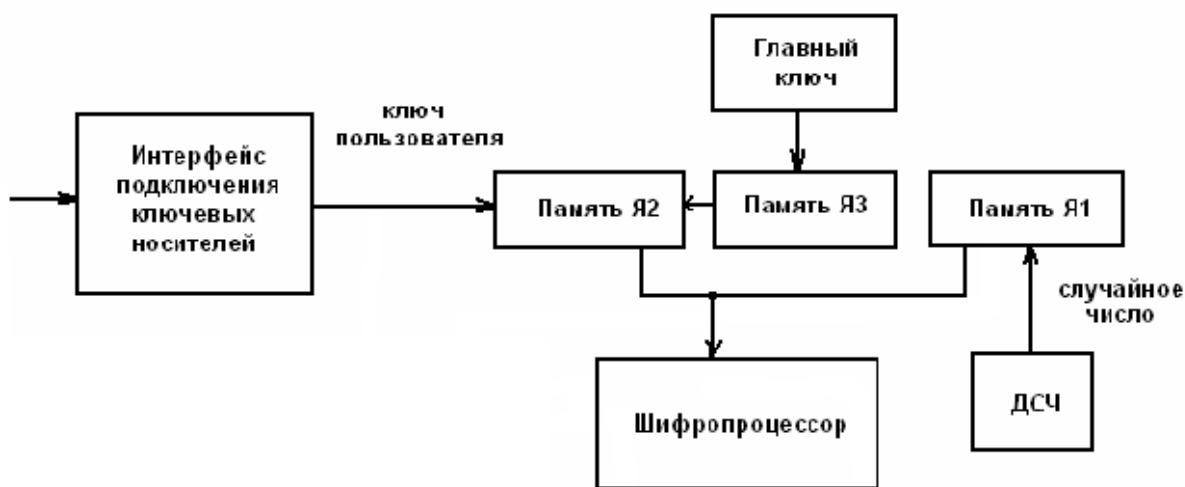 Главный
ключ
ключ
пользователя
Интерфейс
подключения
ключевых
носителей
Память Я2
Память Я3
Память Я1
случайное
число
Шифропроцессор
ДСЧ